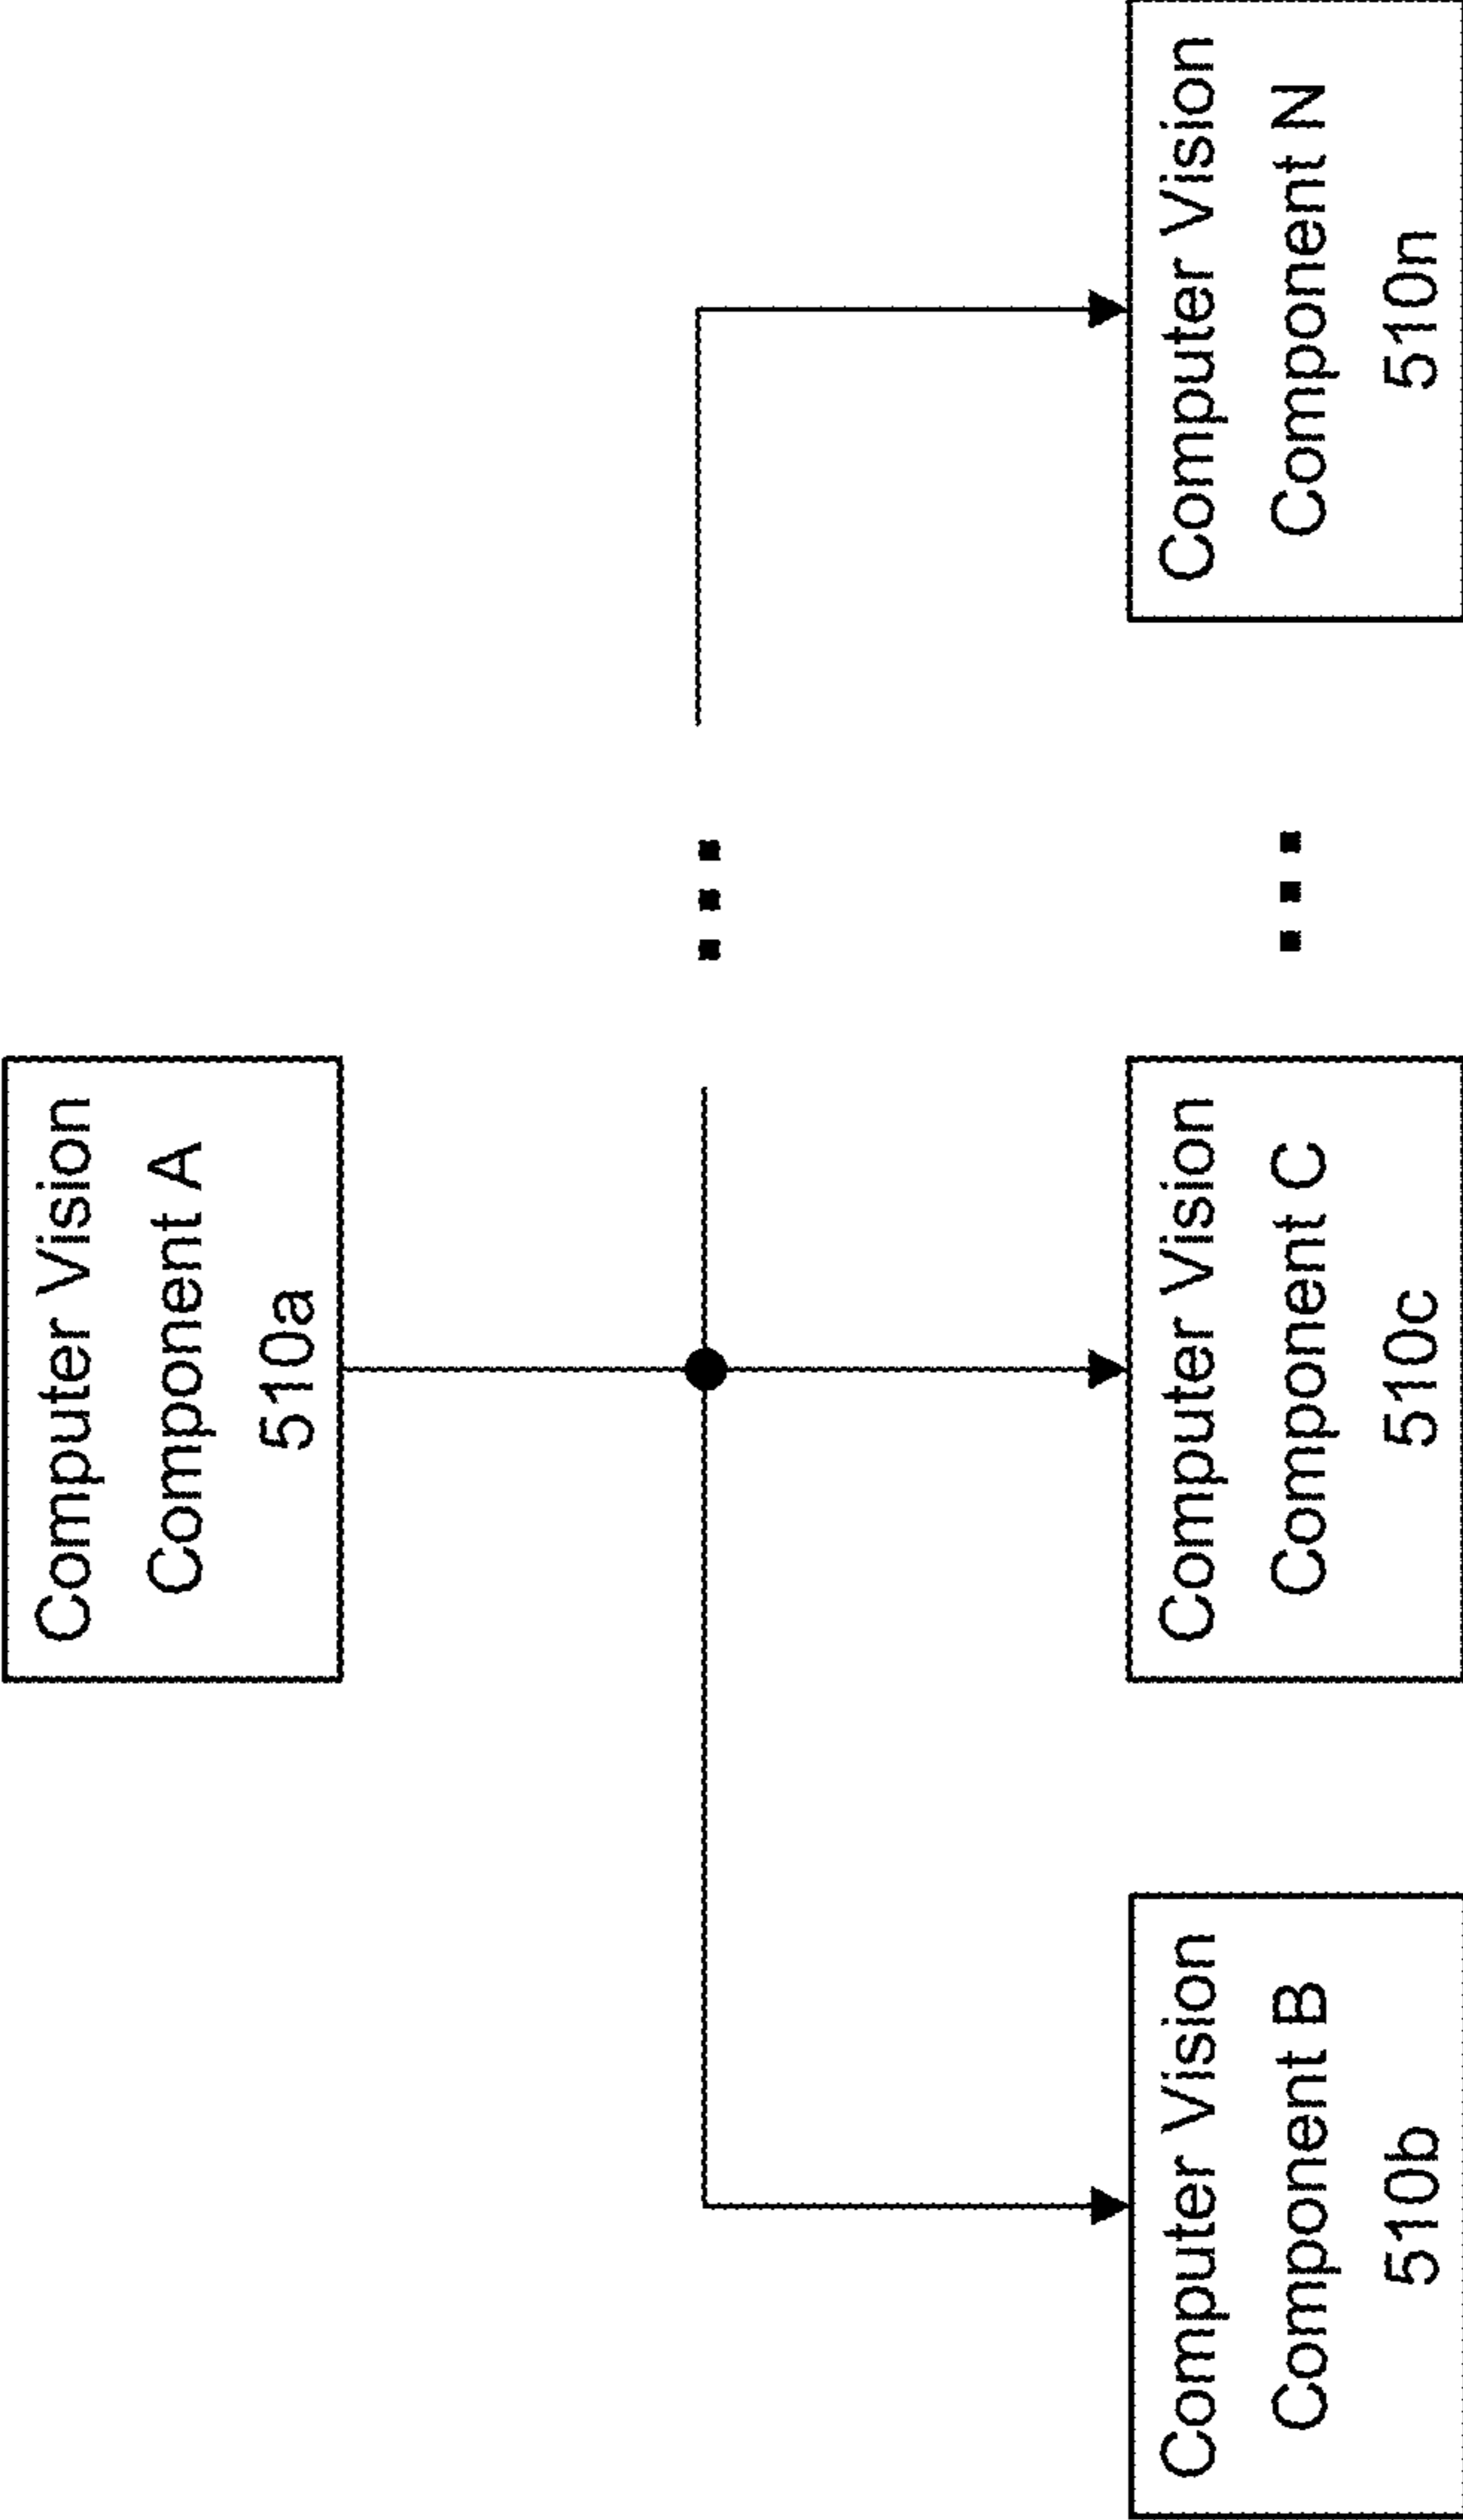 Computer Vision
Component A
510a
Computer Vision
Component B
510b
Computer Vision
Component C
510c
Computer Vision
Component N
510n